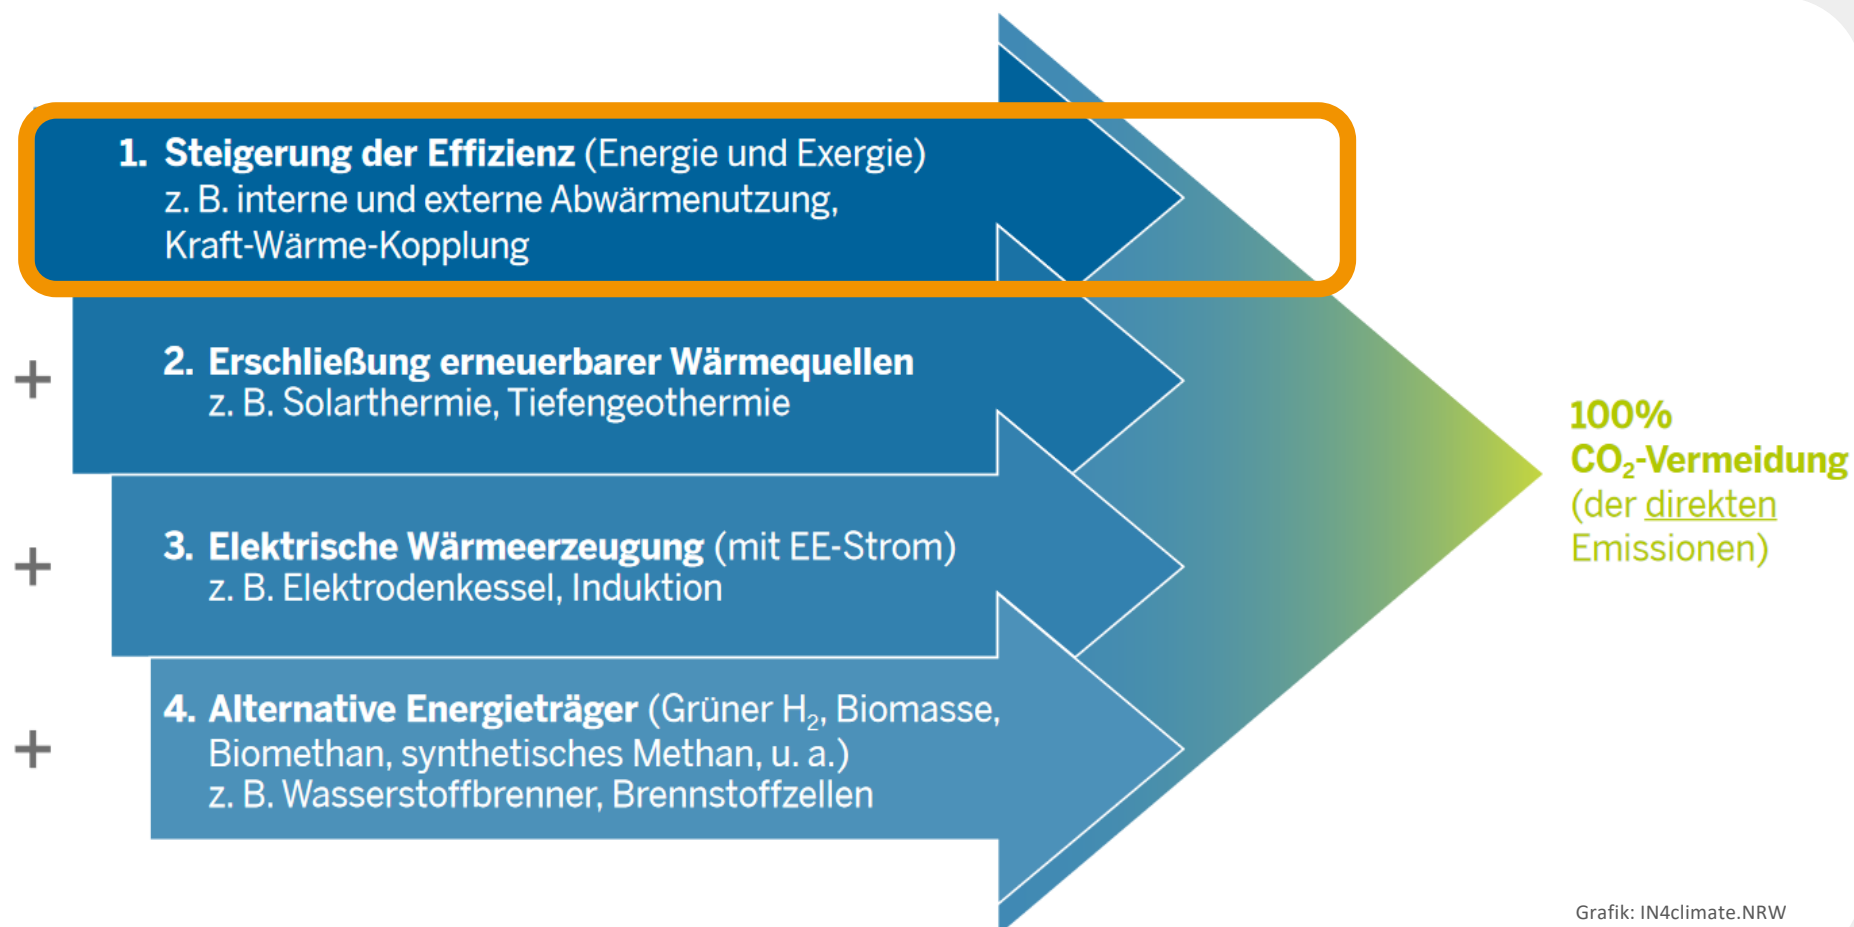 1. Steigerung der Effizienz (Energie und Exergie)
z. B. interne und externe Abwärmenutzung,
Kraft-Wärme-Kopplung
+
2. Erschließung erneuerbarer Wärmequellen
z. B. Solarthermie, Tiefengeothermie
+
3. Elektrische Wärmeerzeugung (mit EE-Strom)
z. B. Elektrodenkessel, Induktion
+
4. Alternative Energieträger (Grüner H₂, Biomasse,
Biomethan, synthetisches Methan, u. a.)
z. B. Wasserstoffbrenner, Brennstoffzellen
100%
CO₂-Vermeidung
(der direkten
Emissionen)
Grafik: IN4climate.NRW